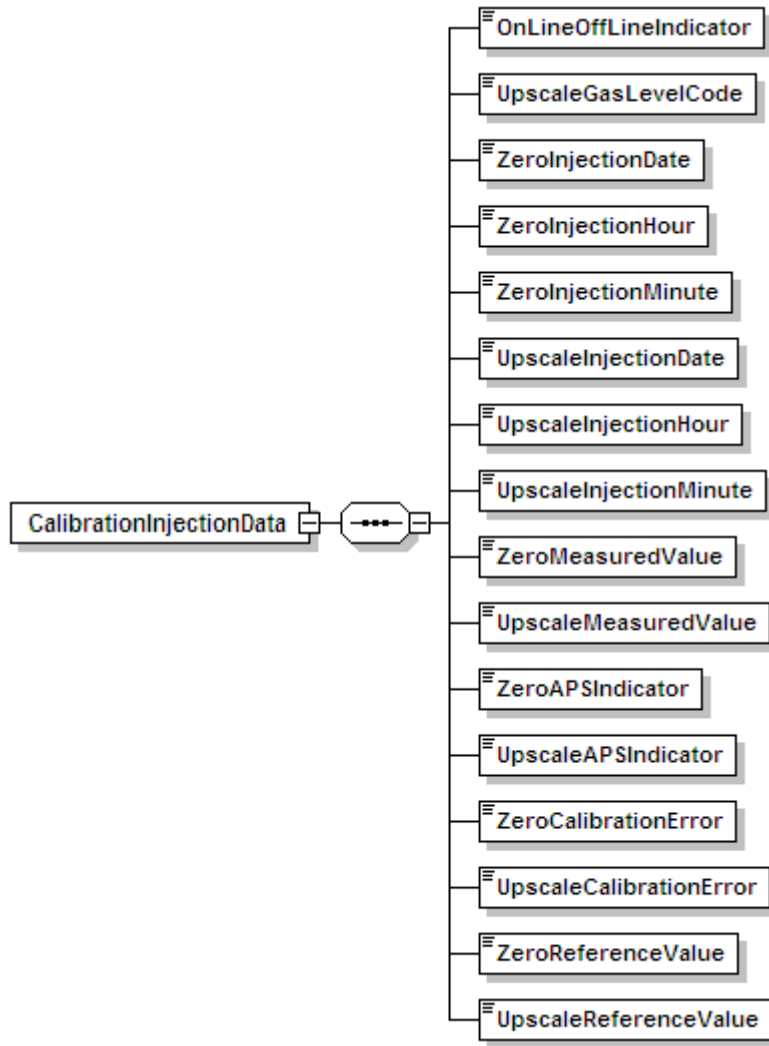 OnLineOffLineIndicator
UpscaleGasLevelCode
ZeroInjectionDate
ZeroInjectionHour
ZeroInjectionMinute
UpscaleInjectionDate
UpscaleInjectionHour
UpscaleInjectionMinute
CalibrationInjectionData
ZeroMeasuredValue
UpscaleMeasuredValue
ZeroAPSIndicator
UpscaleAPSIndicator
ZeroCalibrationError
UpscaleCalibrationError
ZeroReferenceValue
UpscaleReferenceValue